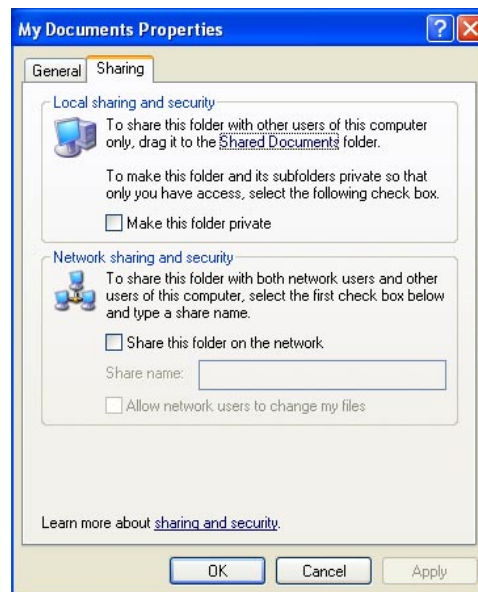 My Documents Properties
?
X
General
Sharing
Local sharing and security
To share this folder with other users of this computer
only, drag it to the Shared Documents folder.
To make this folder and its subfolders private so that
only you have access, select the following check box.
Make this folder private
Network sharing and security
To share this folder with both network users and other
users of this computer, select the first check box below
and type a share name.
Share this folder on the network
Share name:
Allow network users to change my files
Learn more about sharing and security.
OK
Cancel
Apply